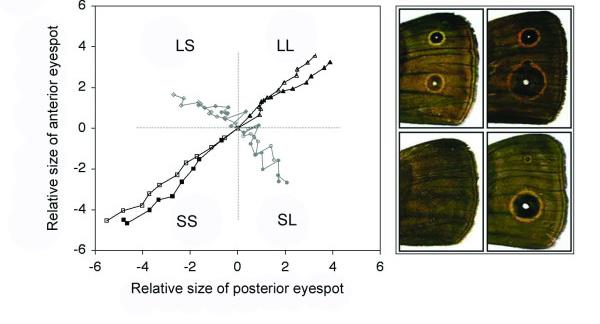 Relative size of anterior eyespot
6
4
2
0
-2
-4
-6
LS LL
SS SL
-6 -4 -2 0 2 4 6
Relative size of posterior eyespot